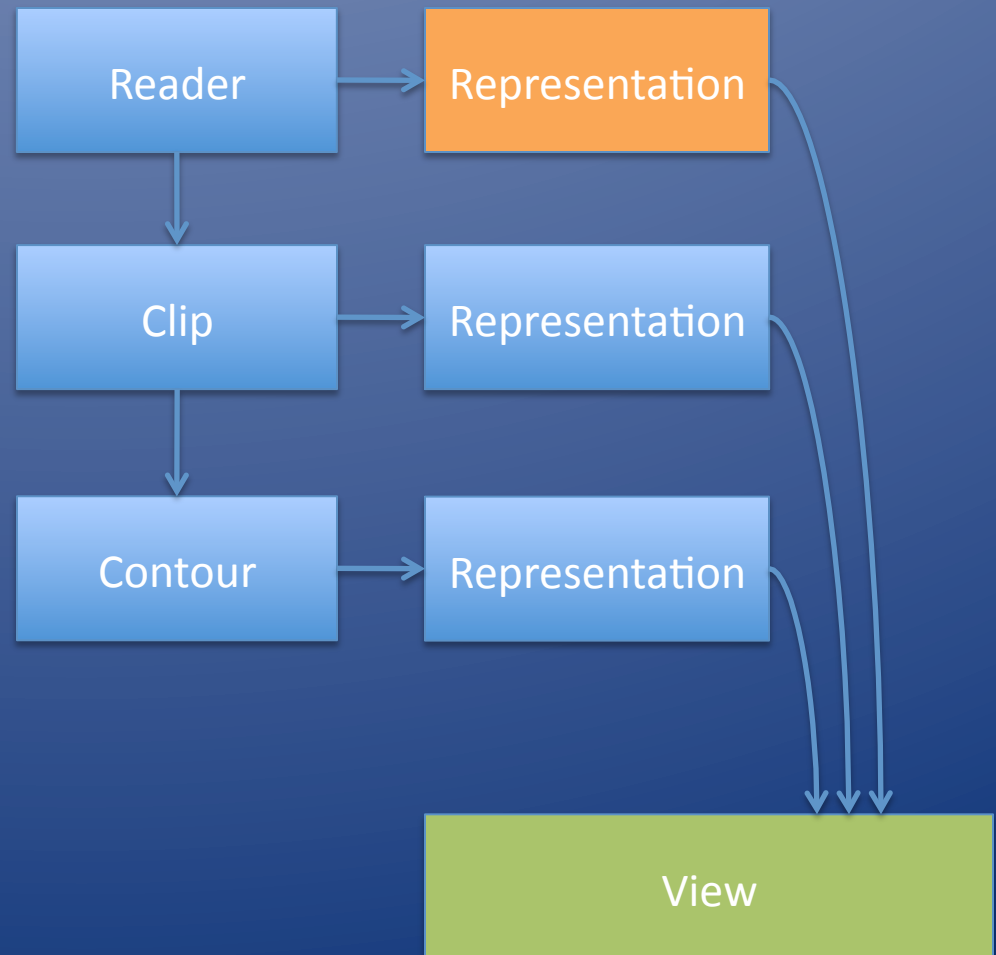 Reader
Representation
Clip
Representation
Contour
Representation
View